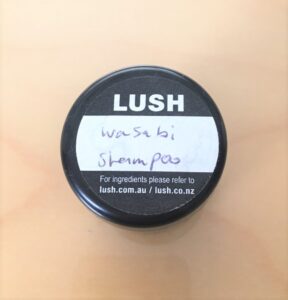 LUSH
wasabi
shampoo
For ingredients please refer to
lush.com.au / lush.co.nz